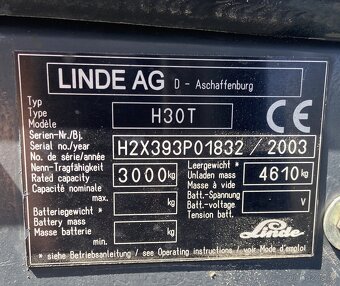 LINDE AG D - Aschaffenburg
Typ
Type
Modèle
H30T
CE
Serien-Nr./Bj.
Serial no./year
No. de série/année
H2X393P01832 / 2003
Nenn-Tragfähigkeit
Rated capacity
Capacité nominale
3000 kg
Leergewicht *
Unladen mass
Masse à vide
4610 kg
max.
kg
Batt.-Spannung
Batt.-voltage
Tension batt.
V
Batteriegewicht *
Battery mass
Masse batterie
min.
kg
Linde
* siehe Betriebsanleitung / see Operating instructions / voir Mode d'emploi